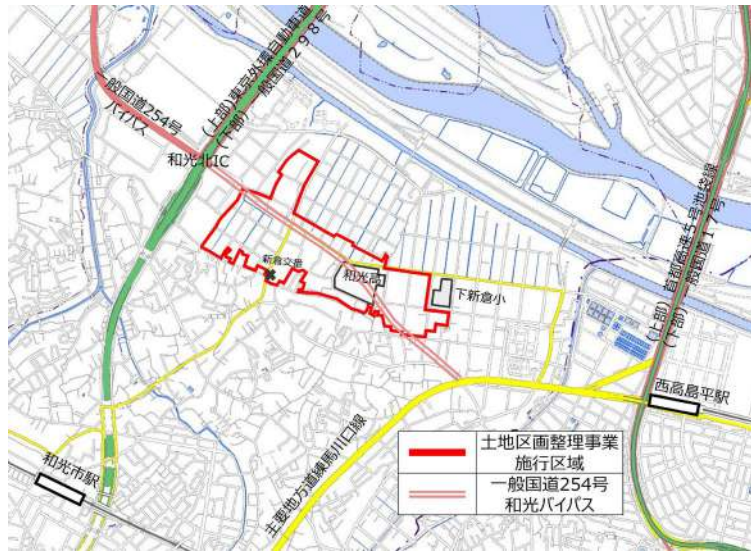 (上部)東京外環自動車道
(下部)一般国道298号
一般国道254号
バイパス
和光北IC
新倉交番
和光高
下新倉小
(上部)首都高速5号池袋線
(下部)一般国道17号
西高島平駅
和光市駅
主要地方道練馬川口線
土地区画整理事業
施行区域
一般国道254号
和光バイパス